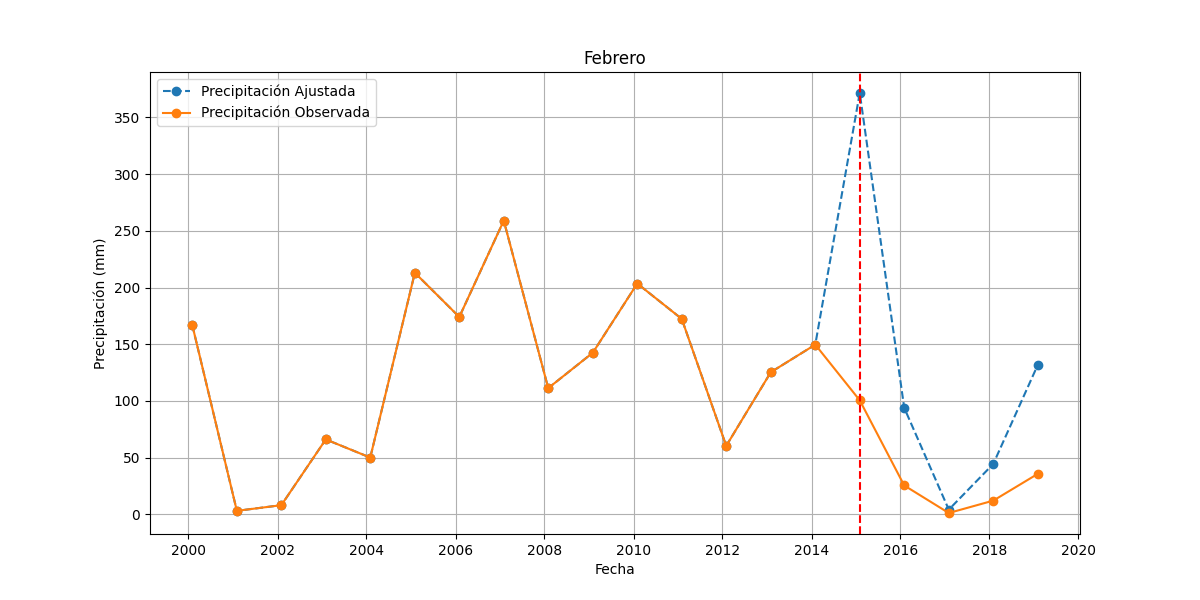 Febrero
Precipitación Ajustada
Precipitación Observada
Precipitación (mm)
350
300
250
200
150
100
50
0
2000 2002 2004 2006 2008 2010 2012 2014 2016 2018 2020
Fecha